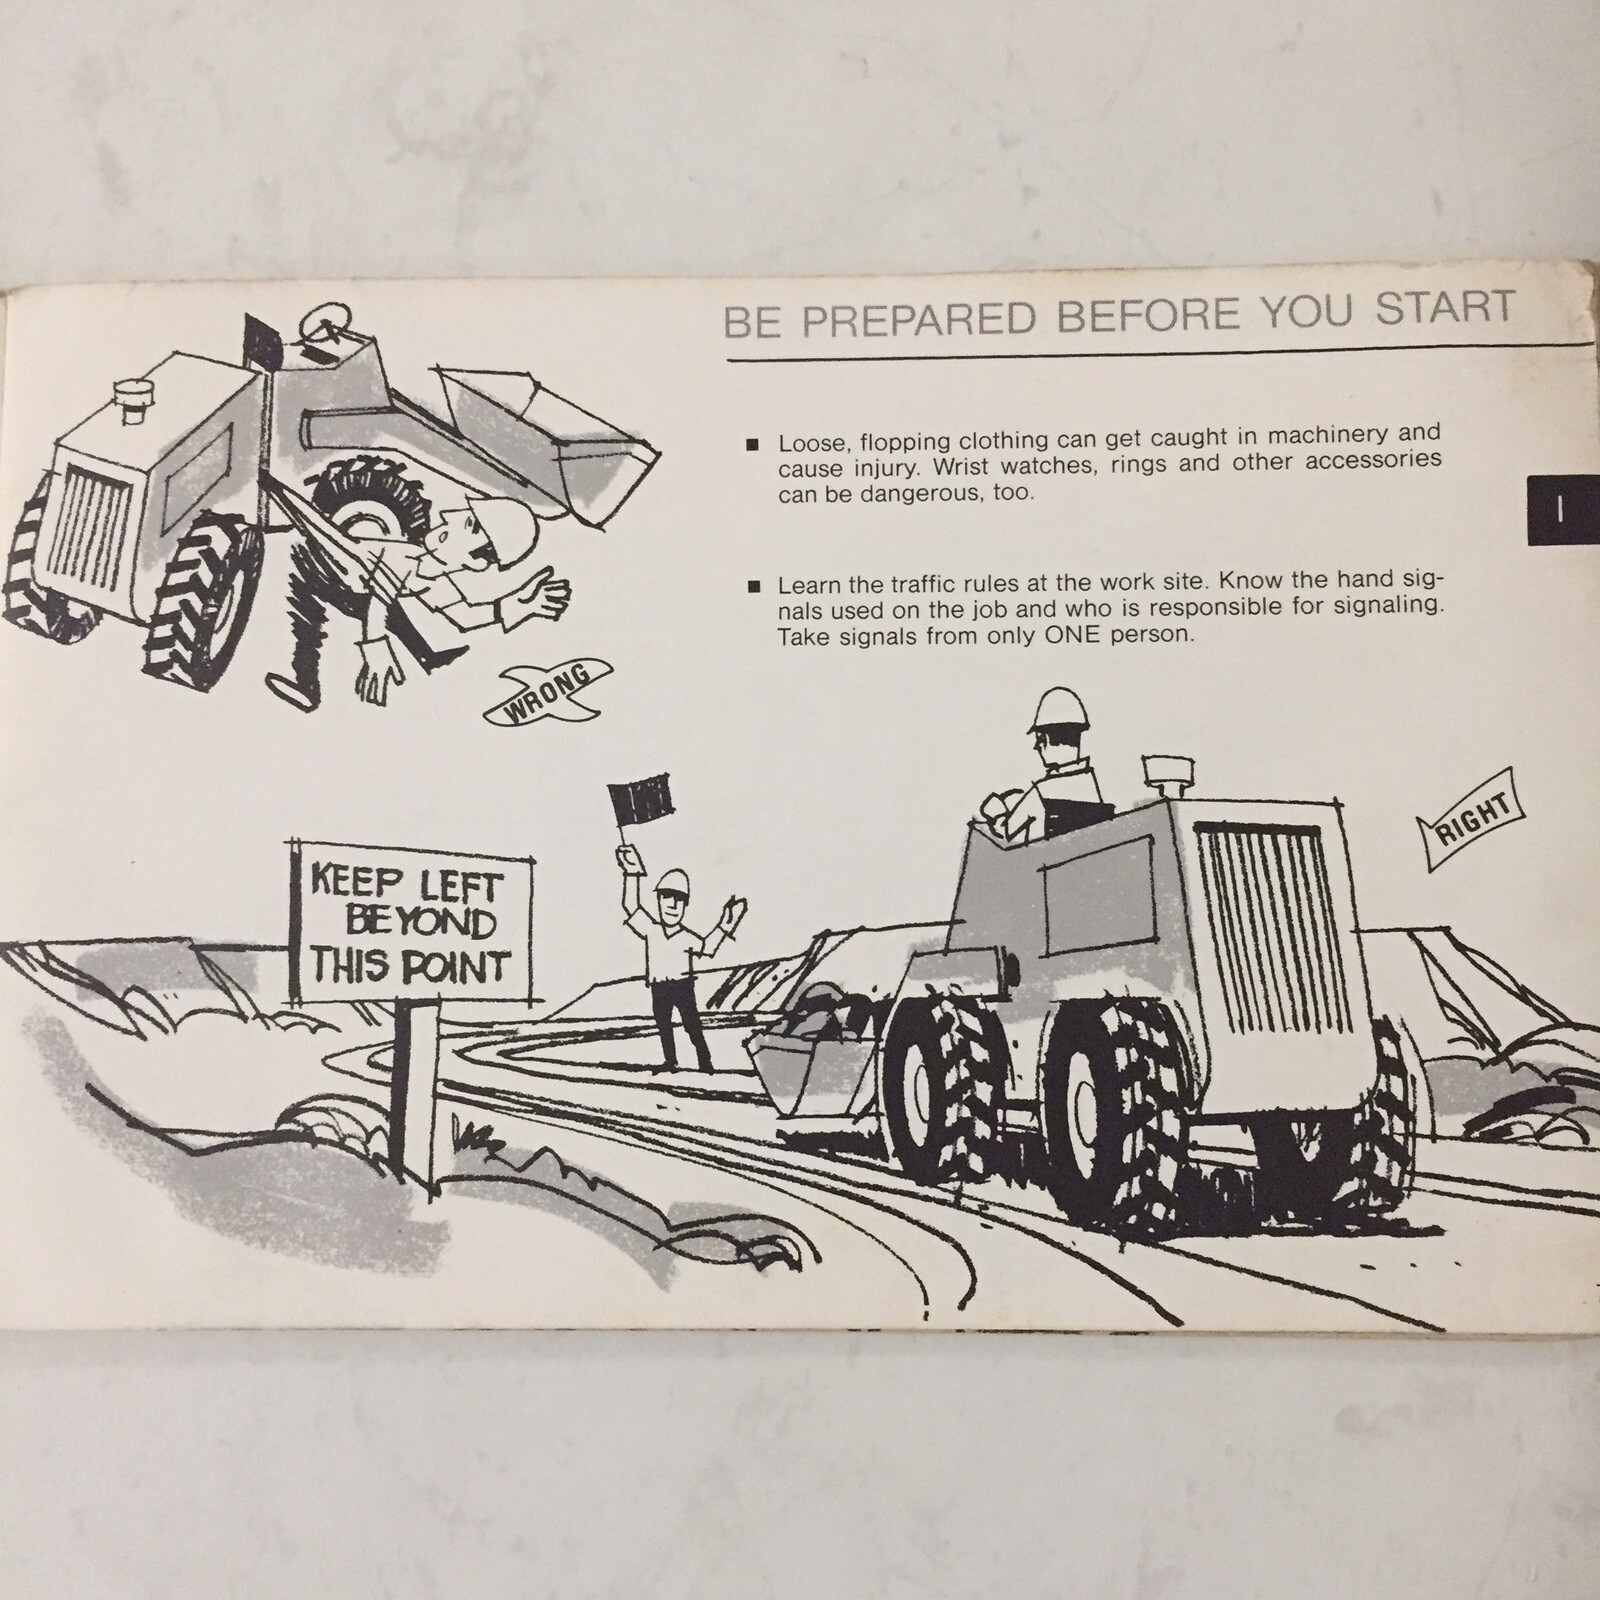 BE PREPARED BEFORE YOU START
■ Loose, flopping clothing can get caught in machinery and
cause injury. Wrist watches, rings and other accessories
can be dangerous, too.
I
■ Learn the traffic rules at the work site. Know the hand sig-
nals used on the job and who is responsible for signaling.
Take signals from only ONE person.
WRONG
RIGHT
KEEP LEFT
BEYOND
THIS POINT